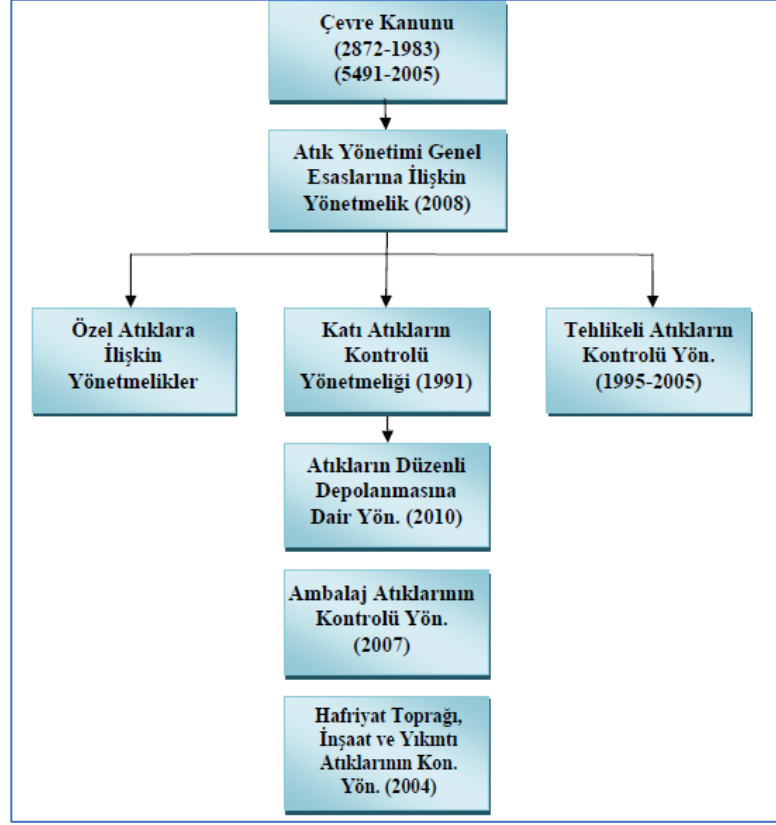 Çevre Kanunu
(2872-1983)
(5491-2005)
Atık Yönetimi Genel
Esaslarına İlişkin
Yönetmelik (2008)
Özel Atıklara
İlişkin
Yönetmelikler
Katı Atıkların
Kontrolü
Yönetmeliği (1991)
Tehlikeli Atıkların
Kontrolü Yön.
(1995-2005)
Atıkların Düzenli
Depolanmasına
Dair Yön. (2010)
Ambalaj Atıklarının
Kontrolü Yön.
(2007)
Hafriyat Toprağı,
İnşaat ve Yıkıntı
Atıklarının Kon.
Yön. (2004)